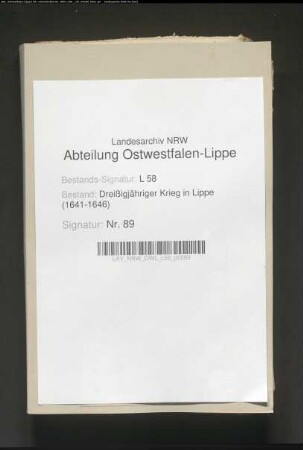 Landesarchiv NRW
Abteilung Ostwestfalen-Lippe
Bestands-Signatur: L 58
Bestand: Dreißigjähriger Krieg in Lippe
(1641-1646)
Signatur: Nr. 89